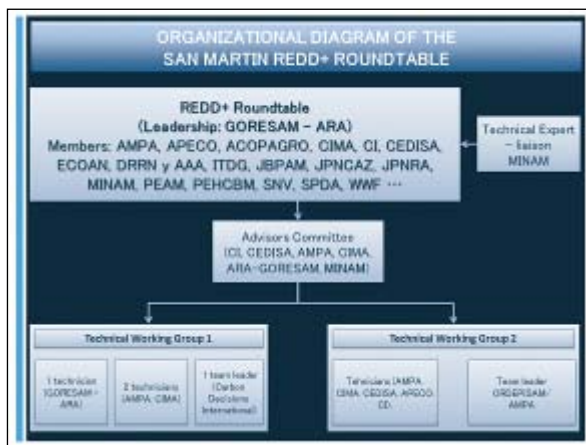 ORGANIZATIONAL DIAGRAM OF THE
SAN MARTIN REDD+ ROUNDTABLE
REDD+ Roundtable
(Leadership: GORESAM – ARA)
Members: AMPA, APECO, ACOPAGRO, CIMA, CI, CEDISA,
ECOAN, DRRN y AAA, ITDG, JBPAM, JPNCAZ, JPNRA,
MINAM, PEAM, PEHCBM, SNV, SPDA, WWF ...
Technical Expert
– liaison
MINAM
Advisors Committee
(CI, CEDISA, AMPA, CIMA,
ARA-GORESAM, MINAM)
Technical Working Group 1
1 technician
(GORESAM –
ARA)
2 technicians
(AMPA-CIMA)
1 team leader
(Carbon
Decisions
International)
Technical Working Group 2
(AMPA,
CIMA, CEDISA, APECO,
Team leader
AMPA